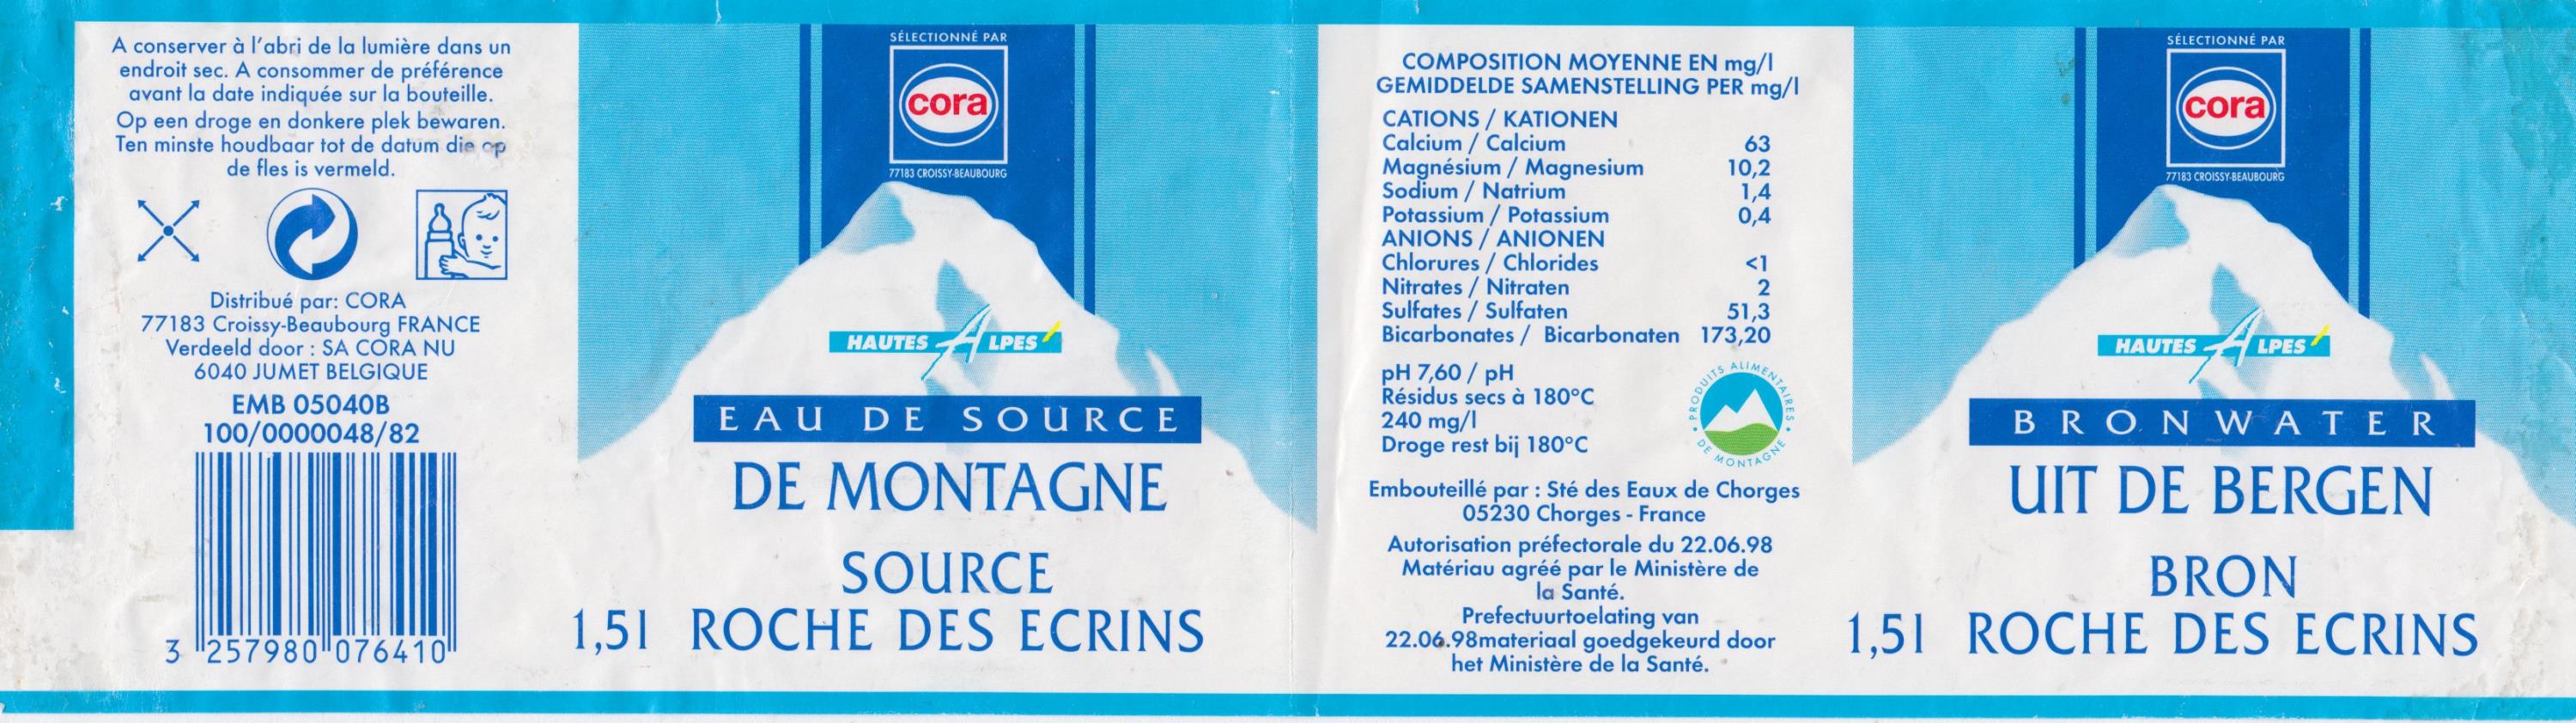 A conserver à l'abri de la lumière dans un
endroit sec. A consommer de préférence
avant la date indiquée sur la bouteille.
Op een droge en donkere plek bewaren.
Ten minste houdbaar tot de datum die op
de fles is vermeld.
Distribué par: CORA
77183 Croissy-Beaubourg FRANCE
Verdeeld door : SA CORA NU
6040 JUMET BELGIQUE
EMB 05040B
100/0000048/82
3 257980 076410
SÉLECTIONNÉ PAR
cora
77183 CROISSY-BEAUBOURG
HAUTES ALPES
EAU DE SOURCE
DE MONTAGNE
SOURCE
1,5l ROCHE DES ECRINS
COMPOSITION MOYENNE EN mg/l
GEMIDDELDE SAMENSTELLING PER mg/l
CATIONS / KATIONEN
Calcium / Calcium 63
Magnésium / Magnesium 10,2
Sodium / Natrium 1,4
Potassium / Potassium 0,4
ANIONS / ANIONEN
Chlorures / Chlorides <1
Nitrates / Nitraten 2
Sulfates / Sulfaten 51,3
Bicarbonates / Bicarbonaten 173,20
pH 7,60 / pH
Résidus secs à 180°C
240 mg/l
Droge rest bij 180°C
PRODUITS ALIMENTAIRES
DE MONTAGNE
Embouteillé par : Sté des Eaux de Chorges
05230 Chorges - France
Autorisation préfectorale du 22.06.98
Matériau agréé par le Ministère de
la Santé.
Prefectuurtoelating van
22.06.98materiaal goedgekeurd door
het Ministère de la Santé.
SÉLECTIONNÉ PAR
cora
77183 CROISSY-BEAUBOURG
HAUTES ALPES
BRONWATER
UIT DE BERGEN
BRON
1,5l ROCHE DES ECRINS